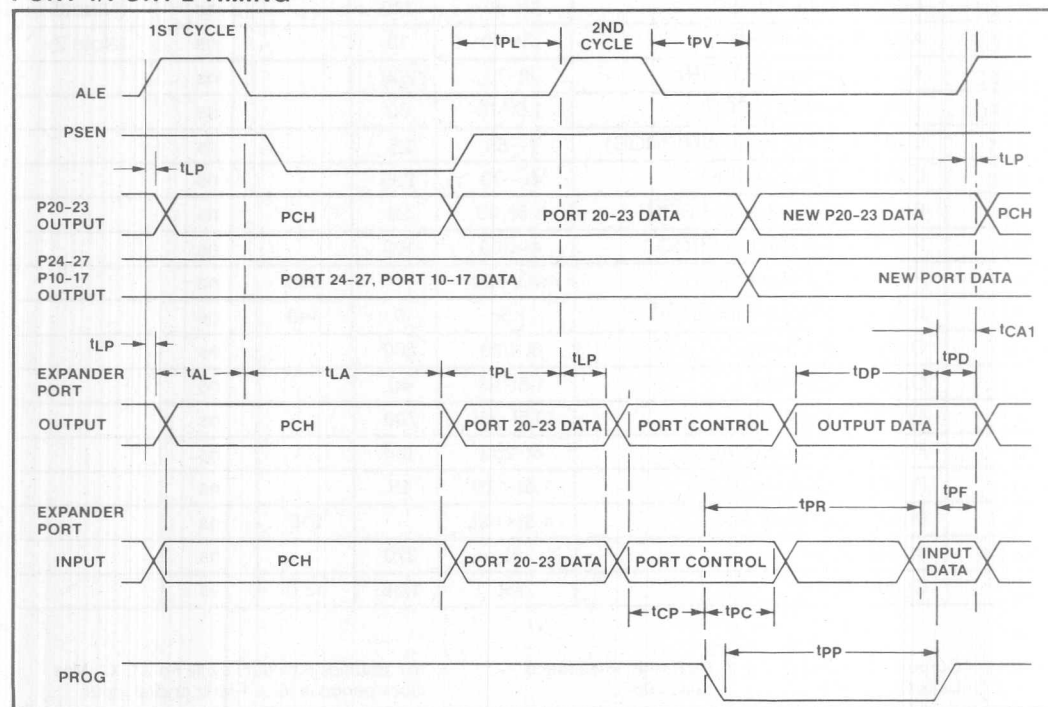 PORT 1/PORT 2 TIMING
1ST CYCLE
tPL
2ND CYCLE
tPV
ALE
PSEN
tLP
tLP
P20-23 OUTPUT
PCH
PORT 20-23 DATA
NEW P20-23 DATA
PCH
P24-27
P10-17
OUTPUT
PORT 24-27, PORT 10-17 DATA
NEW PORT DATA
tLP
tCA1
EXPANDER PORT
tAL
tLA
tPL
tLP
tDP
tPD
OUTPUT
PCH
PORT 20-23 DATA
PORT CONTROL
OUTPUT DATA
EXPANDER PORT
tPR
tPF
INPUT
PCH
PORT 20-23 DATA
PORT CONTROL
INPUT DATA
tCP
tPC
tPP
PROG